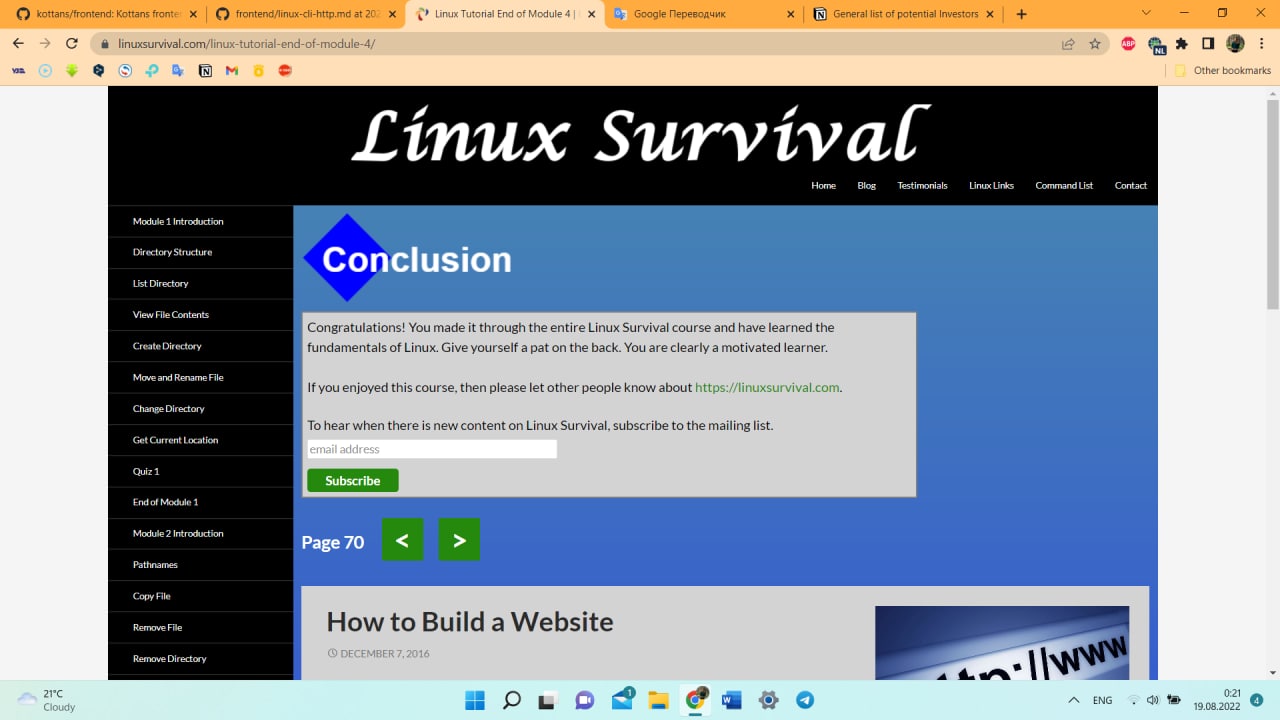 kottans/frontend: Kottans fronte
frontend/linux-cli-http.md at 202
Linux Tutorial End of Module 4 |
Google Переводчик
General list of potential Investors
linuxsurvival.com/linux-tutorial-end-of-module-4/
ABP
NL
Other bookmarks
Linux Survival
Home
Blog
Testimonials
Linux Links
Command List
Contact
Module 1 Introduction
Directory Structure
List Directory
View File Contents
Create Directory
Move and Rename File
Change Directory
Get Current Location
Quiz 1
End of Module 1
Module 2 Introduction
Pathnames
Copy File
Remove File
Remove Directory
Conclusion
Congratulations! You made it through the entire Linux Survival course and have learned the
fundamentals of Linux. Give yourself a pat on the back. You are clearly a motivated learner.
If you enjoyed this course, then please let other people know about https://linuxsurvival.com.
To hear when there is new content on Linux Survival, subscribe to the mailing list.
email address
Subscribe
Page 70 < >
How to Build a Website
DECEMBER 7, 2016
http://www
21°C
Cloudy
1
W
ENG
0:21
19.08.2022
4